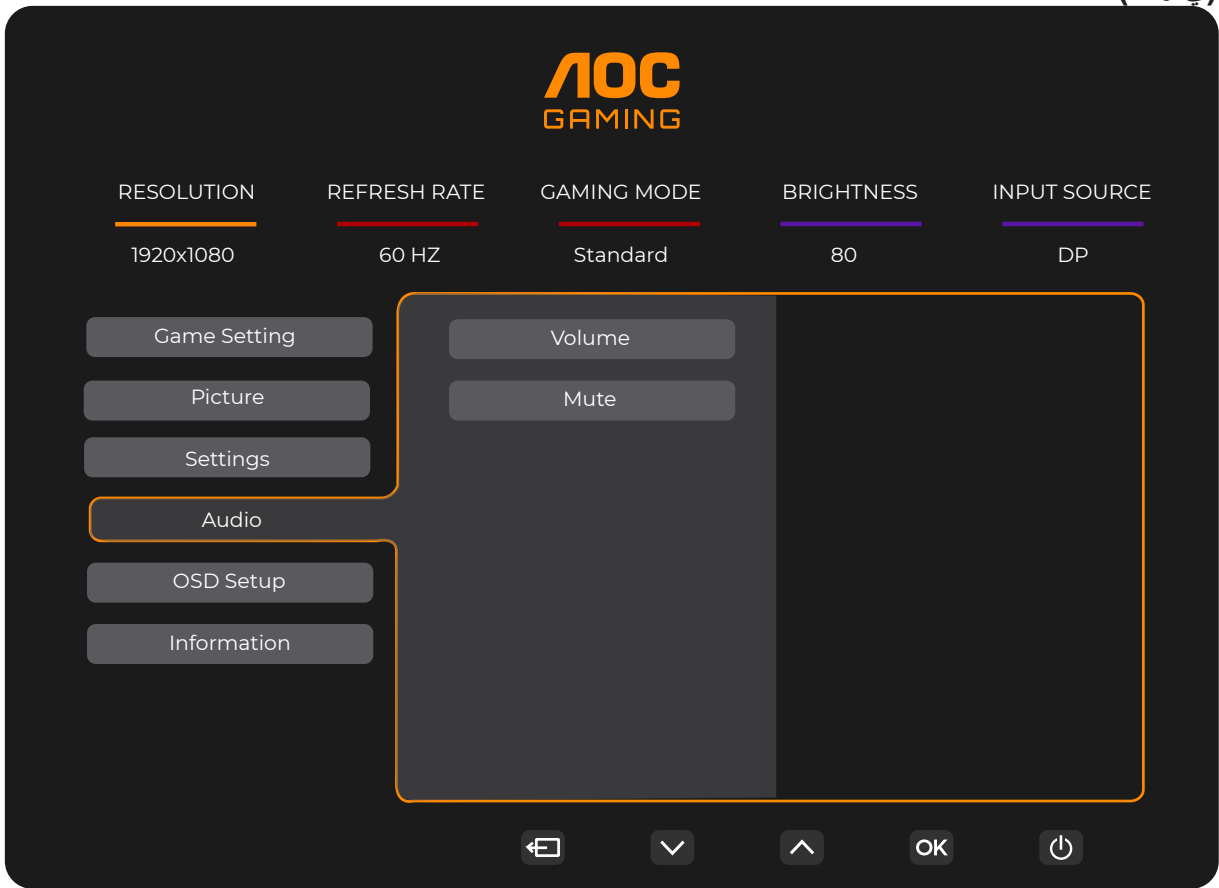 AOC
GAMING
RESOLUTION REFRESH RATE GAMING MODE BRIGHTNESS INPUT SOURCE
1920x1080 60 HZ Standard 80 DP
Game Setting Volume
Picture Mute
Settings
Audio
OSD Setup
Information
OK